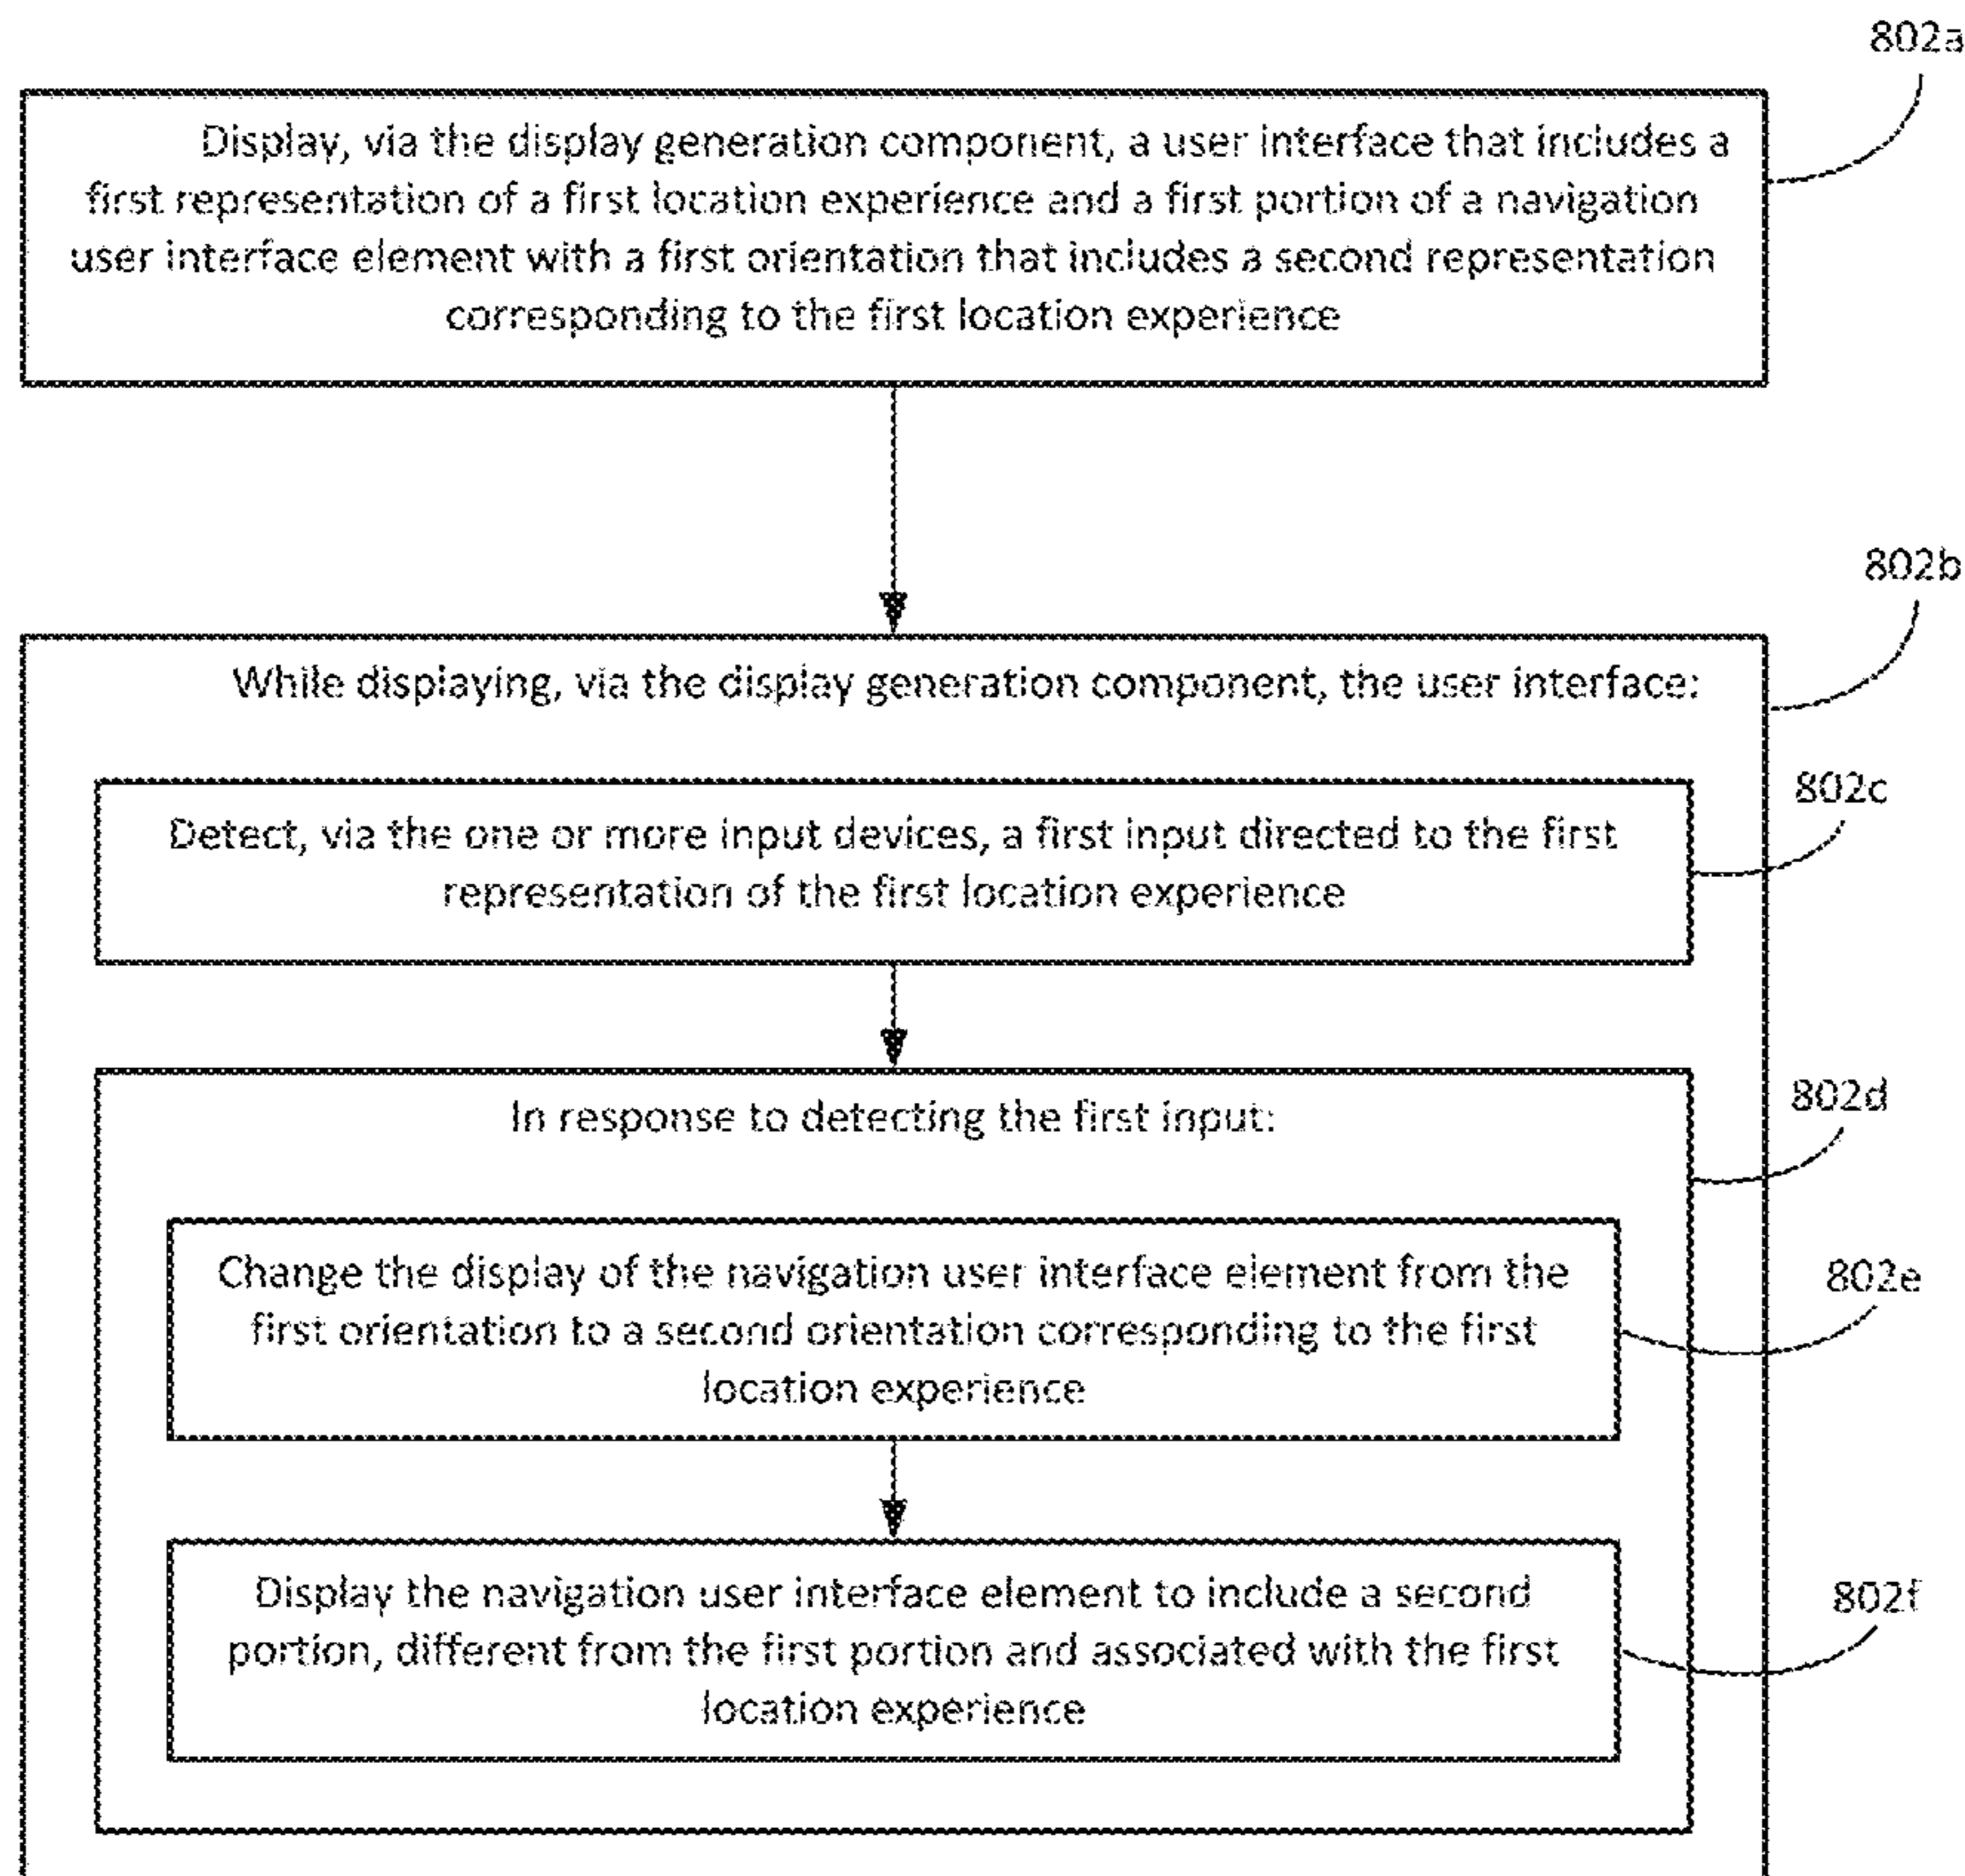 802a
Display, via the display generation component, a user interface that includes a
first representation of a first location experience and a first portion of a navigation
user interface element with a first orientation that includes a second representation
corresponding to the first location experience
802b
While displaying, via the display generation component, the user interface:
802c
Detect, via the one or more input devices, a first input directed to the first
representation of the first location experience
802d
In response to detecting the first input:
802e
Change the display of the navigation user interface element from the
first orientation to a second orientation corresponding to the first
location experience
802f
Display the navigation user interface element to include a second
portion, different from the first portion and associated with the first
location experience